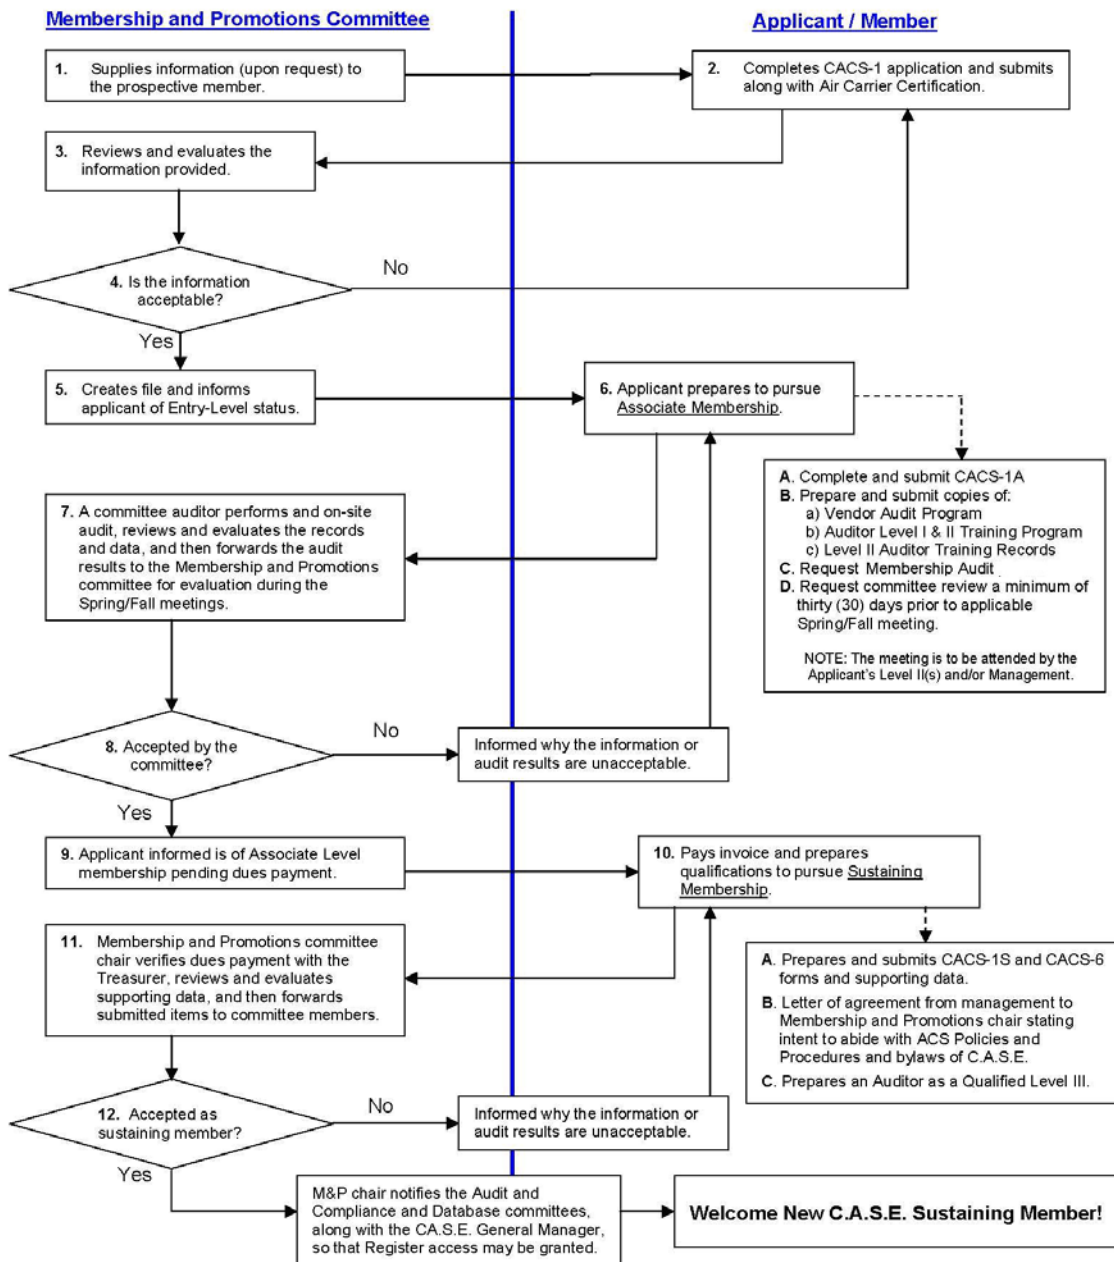 Membership and Promotions Committee
Applicant / Member
1. Supplies information (upon request) to
the prospective member.
2. Completes CACS-1 application and submits
along with Air Carrier Certification.
3. Reviews and evaluates the
information provided.
4. Is the information
acceptable?
No
Yes
5. Creates file and informs
applicant of Entry-Level status.
6. Applicant prepares to pursue
Associate Membership.
A. Complete and submit CACS-1A
B. Prepare and submit copies of:
a) Vendor Audit Program
b) Auditor Level I & II Training Program
c) Level II Auditor Training Records
C. Request Membership Audit
D. Request committee review a minimum of
thirty (30) days prior to applicable
Spring/Fall meeting.
NOTE: The meeting is to be attended by the
Applicant's Level II(s) and/or Management.
7. A committee auditor performs and on-site
audit, reviews and evaluates the records
and data, and then forwards the audit
results to the Membership and Promotions
committee for evaluation during the
Spring/Fall meetings.
8. Accepted by the
committee?
No
Informed why the information or
audit results are unacceptable.
Yes
9. Applicant informed is of Associate Level
membership pending dues payment.
10. Pays invoice and prepares
qualifications to pursue Sustaining
Membership.
A. Prepares and submits CACS-1S and CACS-6
forms and supporting data.
B. Letter of agreement from management to
Membership and Promotions chair stating
intent to abide with ACS Policies and
Procedures and bylaws of C.A.S.E.
C. Prepares an Auditor as a Qualified Level III.
11. Membership and Promotions committee
chair verifies dues payment with the
Treasurer, reviews and evaluates
supporting data, and then forwards
submitted items to committee members.
12. Accepted as
sustaining member?
No
Informed why the information or
audit results are unacceptable.
Yes
M&P chair notifies the Audit and
Compliance and Database committees,
along with the CA.S.E. General Manager,
so that Register access may be granted.
Welcome New C.A.S.E. Sustaining Member!